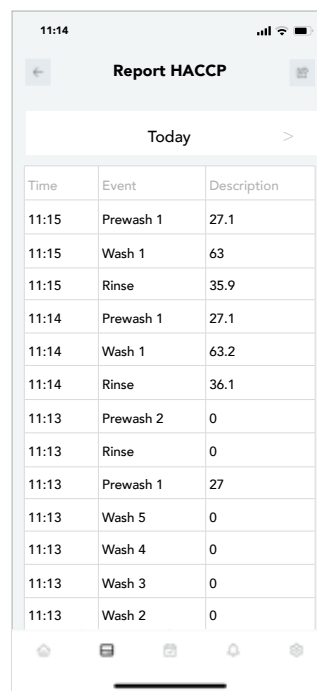 11:14
Report HACCP
Today >
Time Event Description
11:15 Prewash 1 27.1
11:15 Wash 1 63
11:15 Rinse 35.9
11:14 Prewash 1 27.1
11:14 Wash 1 63.2
11:14 Rinse 36.1
11:13 Prewash 2 0
11:13 Rinse 0
11:13 Prewash 1 27
11:13 Wash 5 0
11:13 Wash 4 0
11:13 Wash 3 0
11:13 Wash 2 0